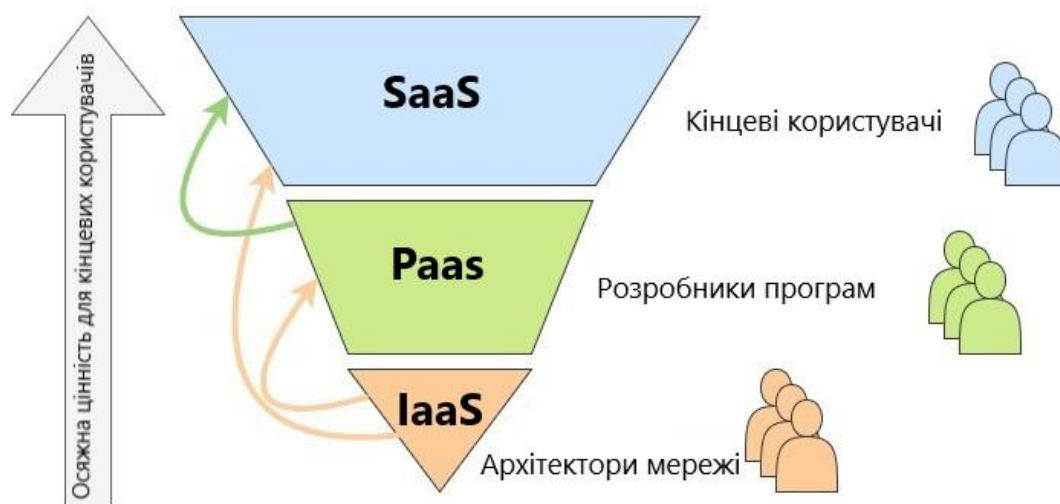 Осяжна цінність для кінцевих користувачів
SaaS
Кінцеві користувачі
Paas
Розробники програм
IaaS
Архітектори мережі